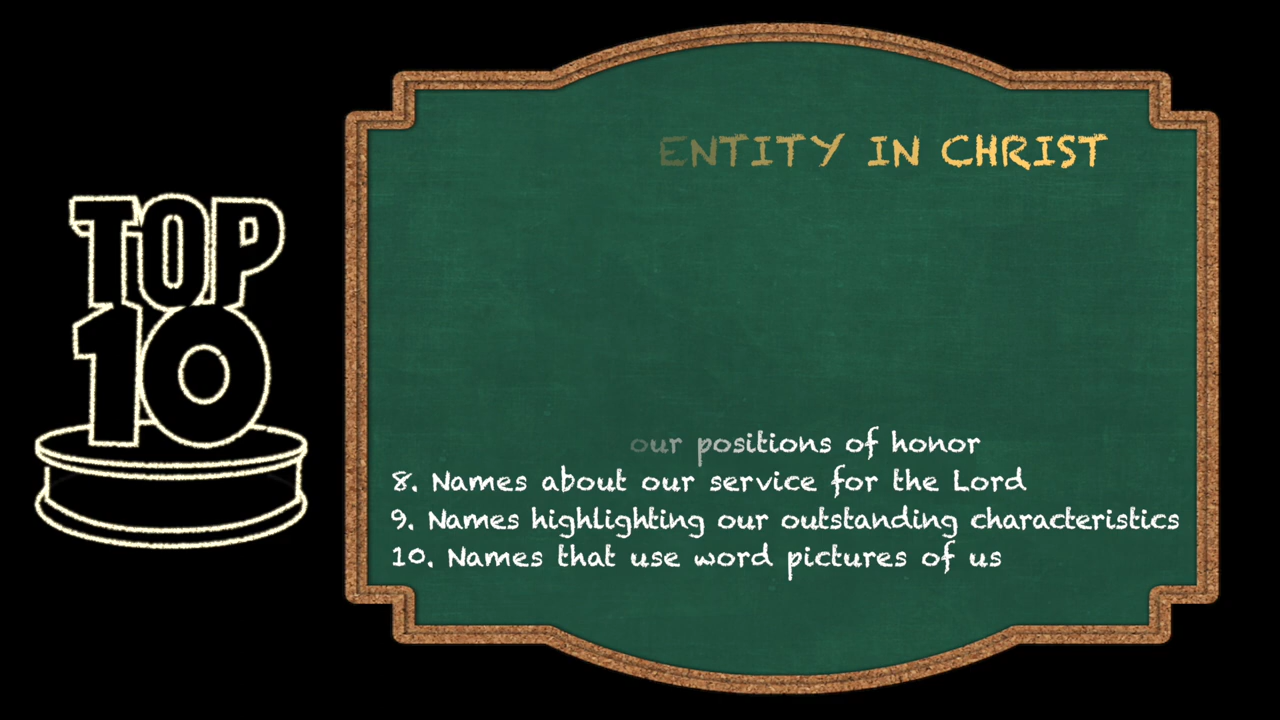 TOP
10
ENTITY IN CHRIST
our positions of honor
8. Names about our service for the Lord
9. Names highlighting our outstanding characteristics
10. Names that use word pictures of us